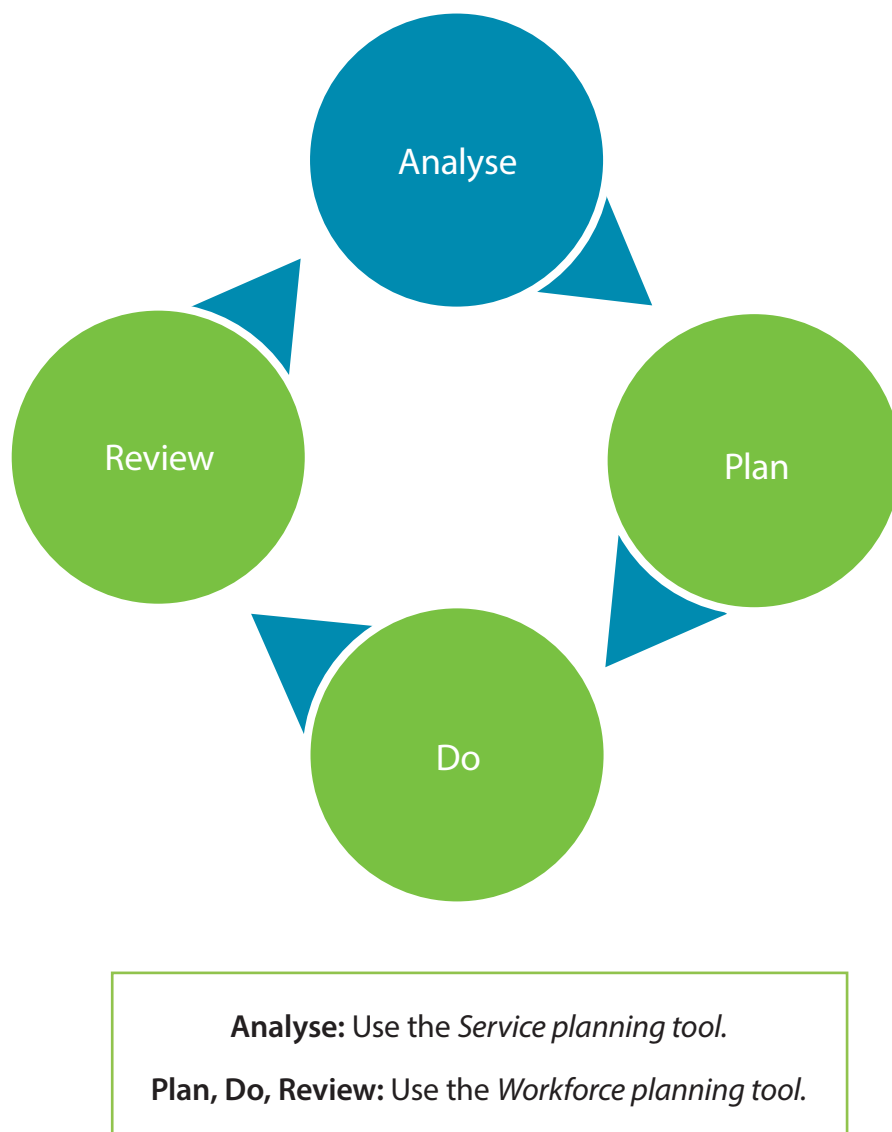 Analyse
Review
Plan
Do
Analyse: Use the Service planning tool.
Plan, Do, Review: Use the Workforce planning tool.